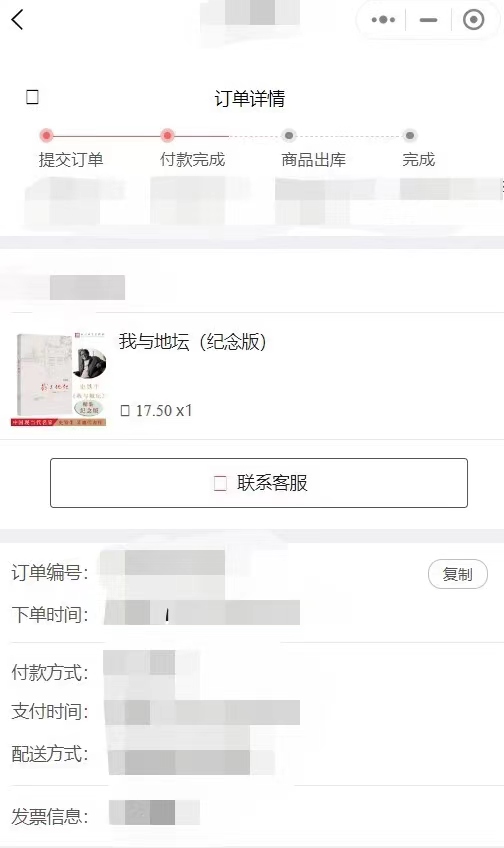 订单详情
提交订单 付款完成 商品出库 完成
我与地坛（纪念版）
17.50 x1
联系客服
订单编号： 复制
下单时间：
付款方式：
支付时间：
配送方式：
发票信息：